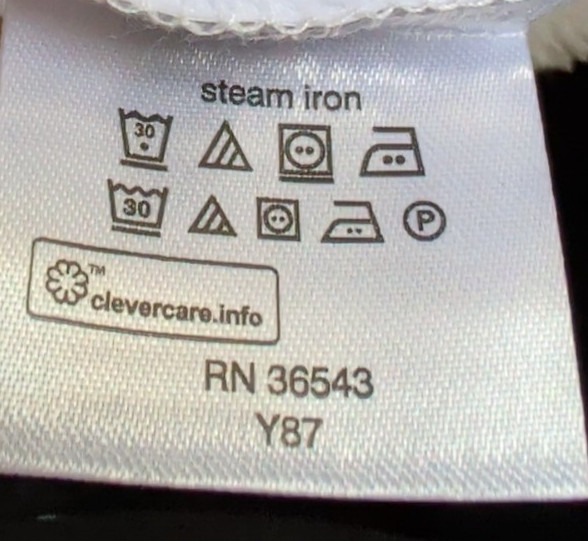 steam iron
30
30
P
™
clevercare.info
RN 36543
Y87